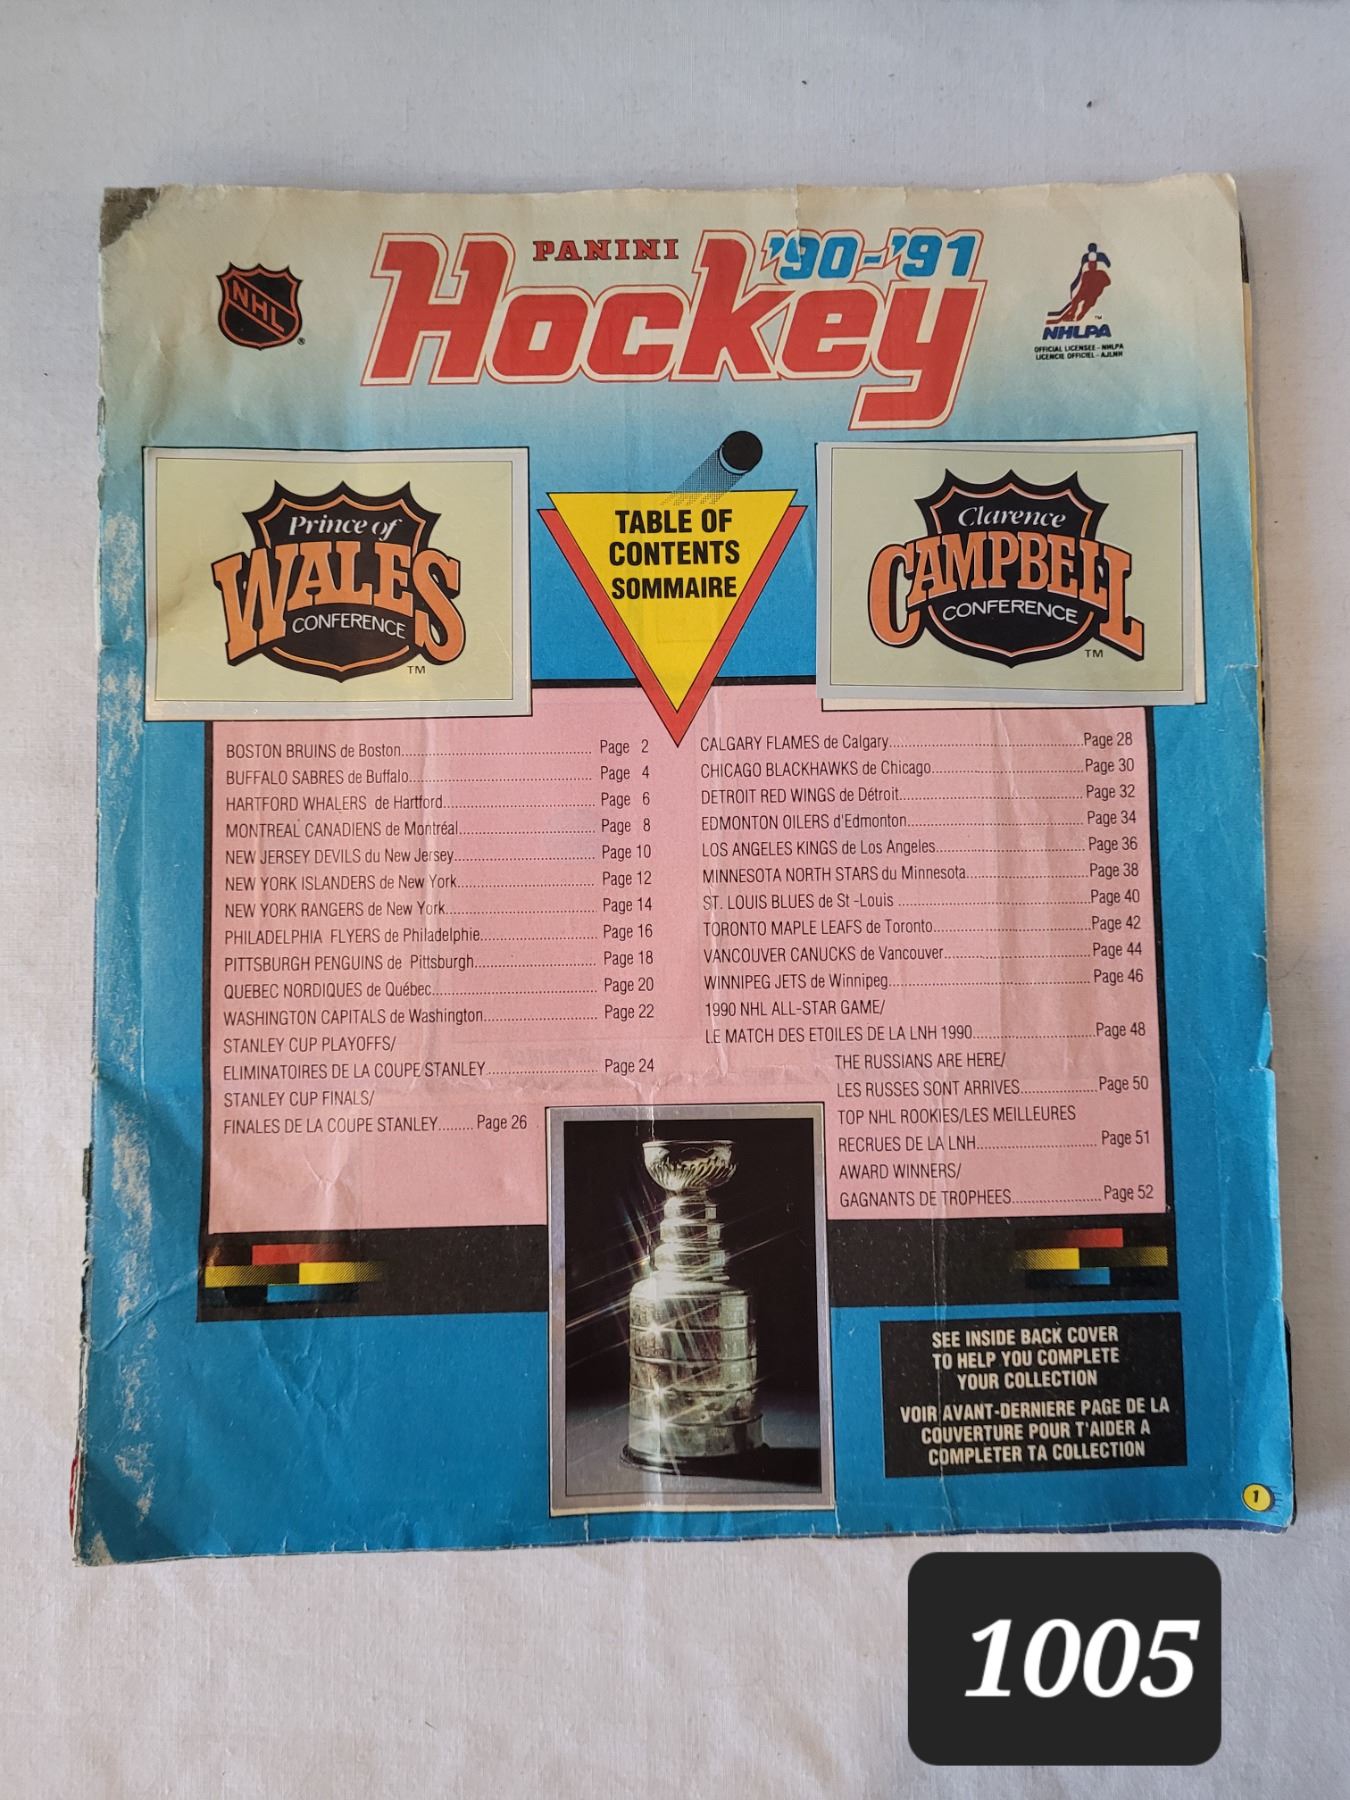 PANINI
Hockey '90-'91
NHL
®
TM
NHLPA
OFFICIAL LICENSEE - NHLPA
LICENCIE OFFICIEL - AJLNH
Prince of
WALES
CONFERENCE
TM
TABLE OF
CONTENTS
SOMMAIRE
Clarence
CAMPBELL
CONFERENCE
TM
BOSTON BRUINS de Boston........ Page 2
BUFFALO SABRES de Buffalo........ Page 4
HARTFORD WHALERS de Hartford........ Page 6
MONTREAL CANADIENS de Montréal........ Page 8
NEW JERSEY DEVILS du New Jersey........ Page 10
NEW YORK ISLANDERS de New York........ Page 12
NEW YORK RANGERS de New York........ Page 14
PHILADELPHIA FLYERS de Philadelphie........ Page 16
PITTSBURGH PENGUINS de Pittsburgh........ Page 18
QUEBEC NORDIQUES de Québec........ Page 20
WASHINGTON CAPITALS de Washington........ Page 22
STANLEY CUP PLAYOFFS/
ELIMINATOIRES DE LA COUPE STANLEY........ Page 24
STANLEY CUP FINALS/
FINALES DE LA COUPE STANLEY........ Page 26
CALGARY FLAMES de Calgary........ Page 28
CHICAGO BLACKHAWKS de Chicago........ Page 30
DETROIT RED WINGS de Détroit........ Page 32
EDMONTON OILERS d'Edmonton........ Page 34
LOS ANGELES KINGS de Los Angeles........ Page 36
MINNESOTA NORTH STARS du Minnesota........ Page 38
ST. LOUIS BLUES de St -Louis ........ Page 40
TORONTO MAPLE LEAFS de Toronto........ Page 42
VANCOUVER CANUCKS de Vancouver........ Page 44
WINNIPEG JETS de Winnipeg........ Page 46
1990 NHL ALL-STAR GAME/
LE MATCH DES ETOILES DE LA LNH 1990........ Page 48
THE RUSSIANS ARE HERE/
LES RUSSES SONT ARRIVES........ Page 50
TOP NHL ROOKIES/LES MEILLEURES
RECRUES DE LA LNH........ Page 51
AWARD WINNERS/
GAGNANTS DE TROPHEES........ Page 52
SEE INSIDE BACK COVER
TO HELP YOU COMPLETE
YOUR COLLECTION
VOIR AVANT-DERNIERE PAGE DE LA
COUVERTURE POUR T'AIDER A
COMPLETER TA COLLECTION
1
1005